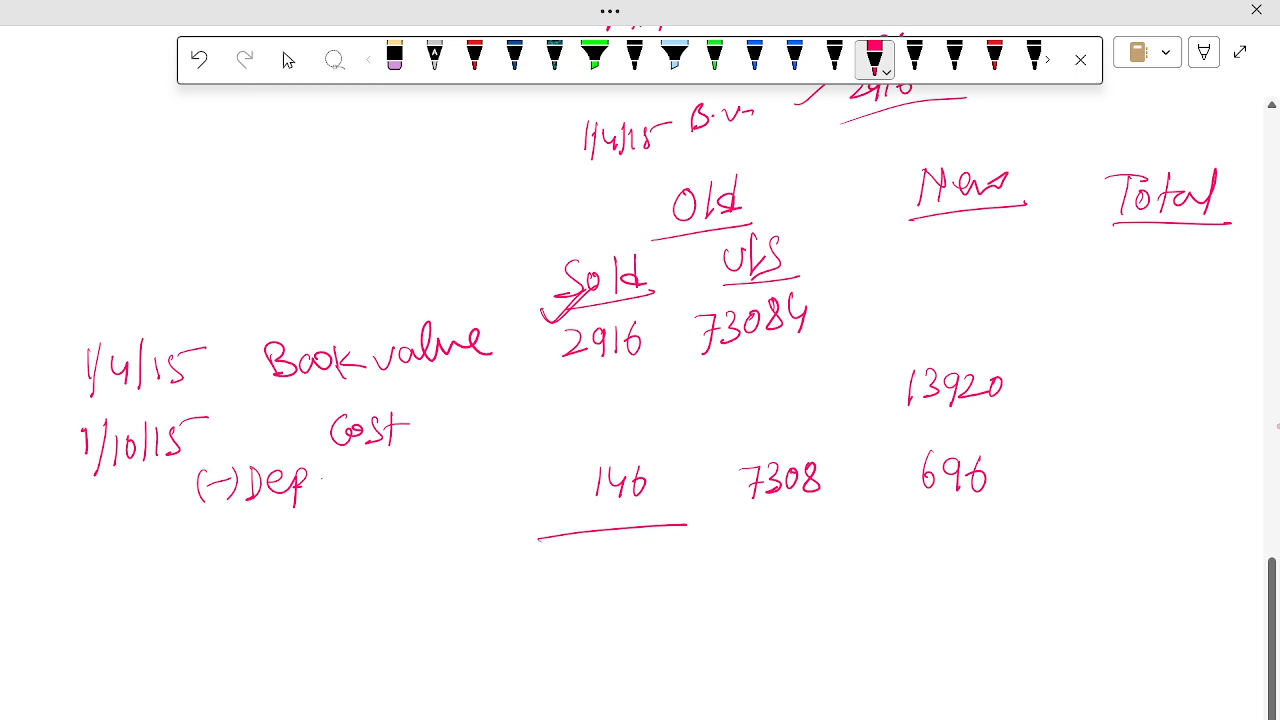 2916
1/4/15 B.V.
Old New Total
Sold U/S
1/4/15 Book value 2916 73084
1/10/15 Cost 13920
(-) Dep 146 7308 696